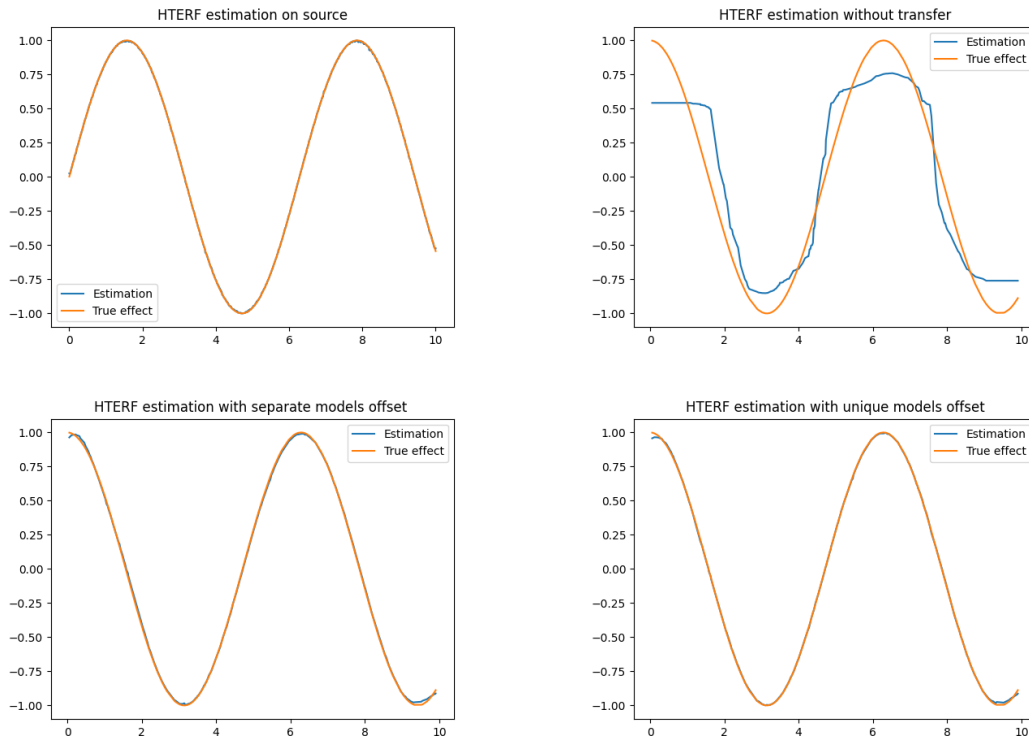 HTERF estimation on source
1.00
0.75
0.50
0.25
0.00
−0.25
−0.50
−0.75
−1.00
Estimation
True effect
0 2 4 6 8 10
HTERF estimation without transfer
1.00
0.75
0.50
0.25
0.00
−0.25
−0.50
−0.75
−1.00
Estimation
True effect
0 2 4 6 8 10
HTERF estimation with separate models offset
1.00
0.75
0.50
0.25
0.00
−0.25
−0.50
−0.75
−1.00
Estimation
True effect
0 2 4 6 8 10
HTERF estimation with unique models offset
1.00
0.75
0.50
0.25
0.00
−0.25
−0.50
−0.75
−1.00
Estimation
True effect
0 2 4 6 8 10